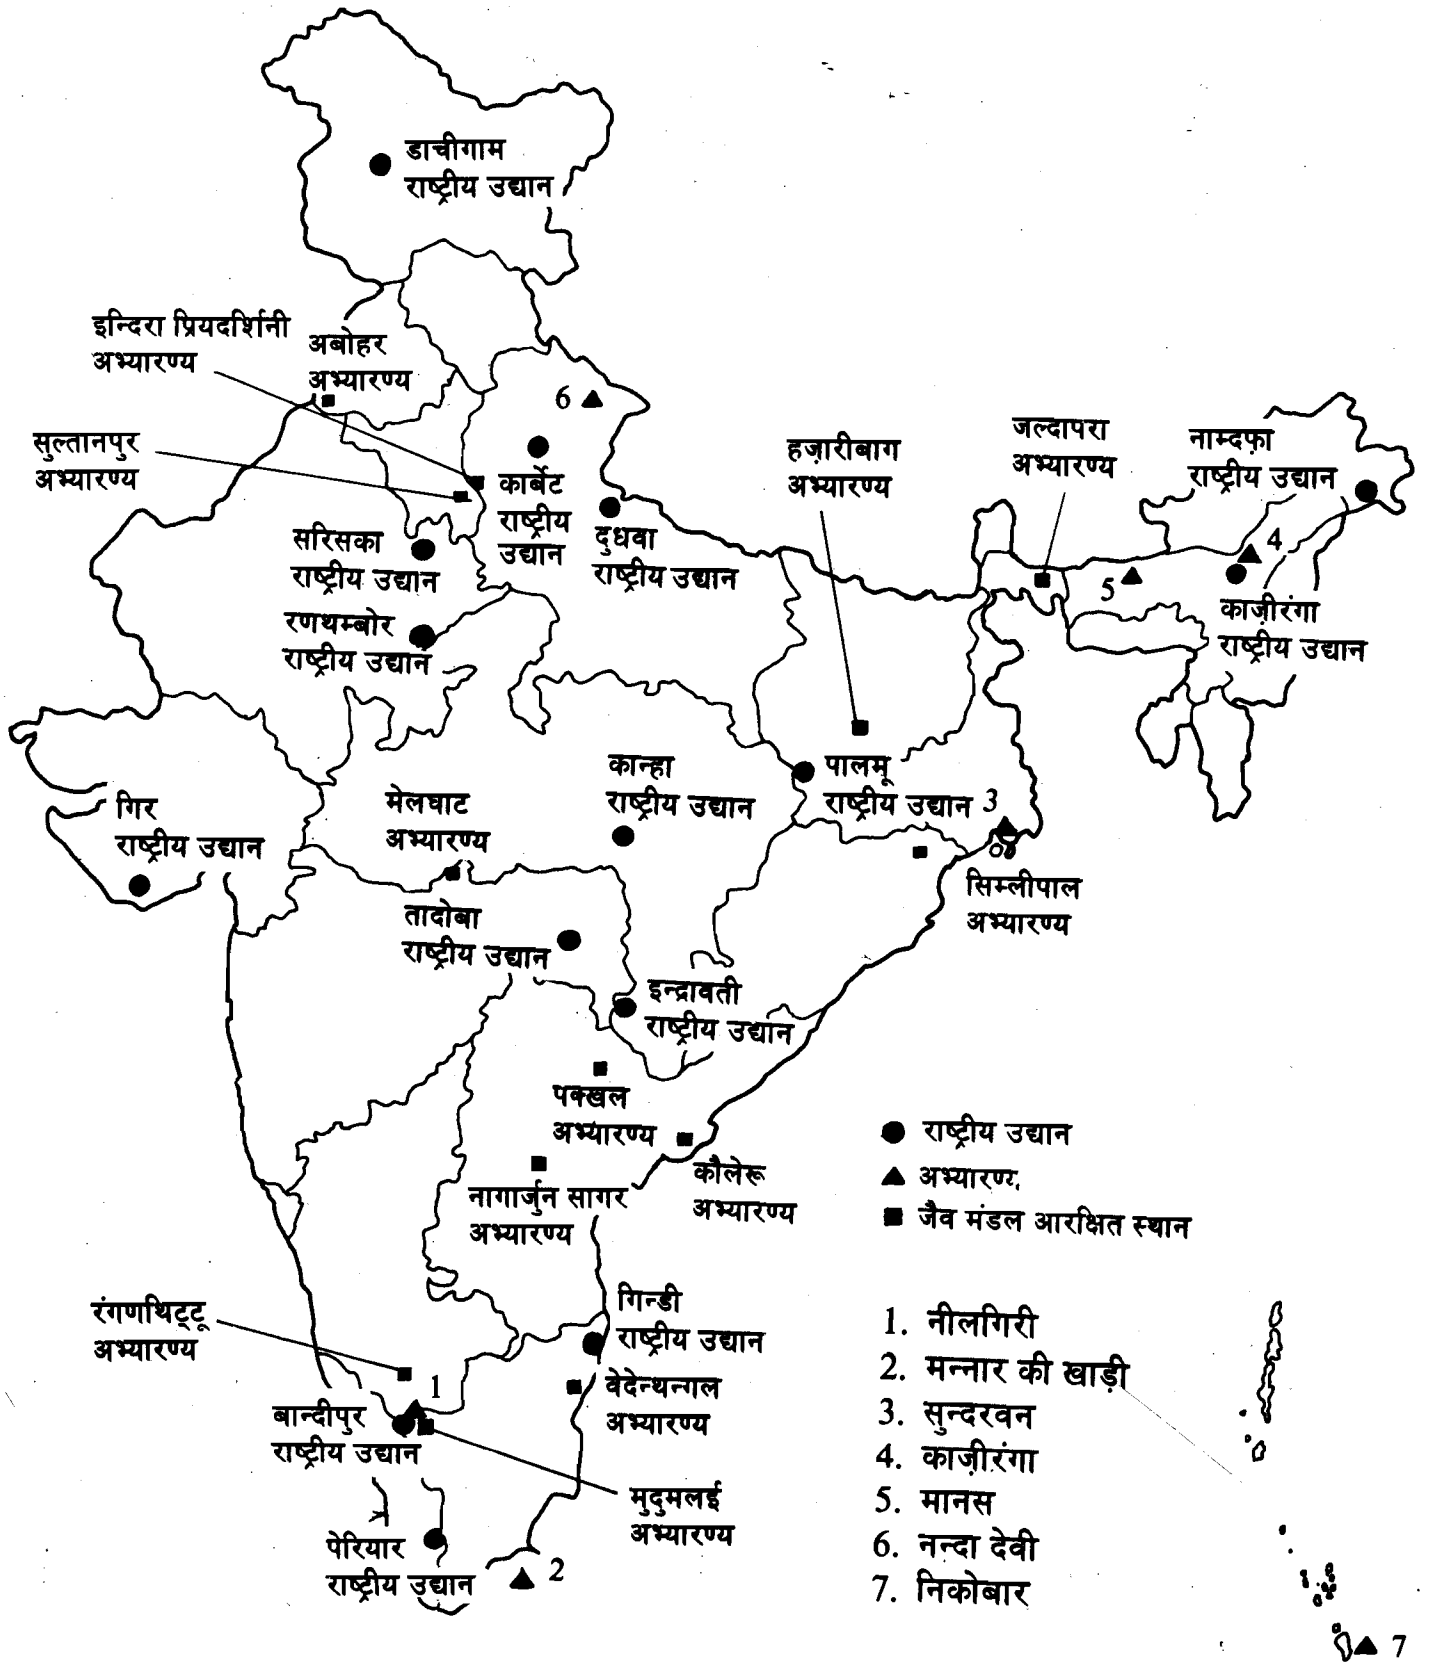 डाचीगाम
राष्ट्रीय उद्यान
इन्दिरा प्रियदर्शिनी
अभ्यारण्य
अबोहर
अभ्यारण्य
6
सुल्तानपुर
अभ्यारण्य
कार्बेट
राष्ट्रीय
उद्यान
हज़ारीबाग
अभ्यारण्य
जल्दापरा
अभ्यारण्य
नाम्दफ़ा
राष्ट्रीय उद्यान
सरिसका
राष्ट्रीय उद्यान
दुधवा
राष्ट्रीय उद्यान
4
5
काज़ीरंगा
राष्ट्रीय उद्यान
रणथम्बोर
राष्ट्रीय उद्यान
गिर
राष्ट्रीय उद्यान
मेलघाट
अभ्यारण्य
कान्हा
राष्ट्रीय उद्यान
पालमू
राष्ट्रीय उद्यान
3
सिम्लीपाल
अभ्यारण्य
तादोबा
राष्ट्रीय उद्यान
इन्द्रावती
राष्ट्रीय उद्यान
पक्खल
अभ्यारण्य
कौलेरू
अभ्यारण्य
नागार्जुन सागर
अभ्यारण्य
राष्ट्रीय उद्यान
अभ्यारण्य
जैव मंडल आरक्षित स्थान
रंगणथिट्टू
अभ्यारण्य
गिन्डी
राष्ट्रीय उद्यान
वेदेन्थन्गल
अभ्यारण्य
1
बान्दीपुर
राष्ट्रीय उद्यान
मुदुमलई
अभ्यारण्य
पेरियार
राष्ट्रीय उद्यान
2
1. नीलगिरी
2. मन्नार की खाड़ी
3. सुन्दरवन
4. काज़ीरंगा
5. मानस
6. नन्दा देवी
7. निकोबार
7